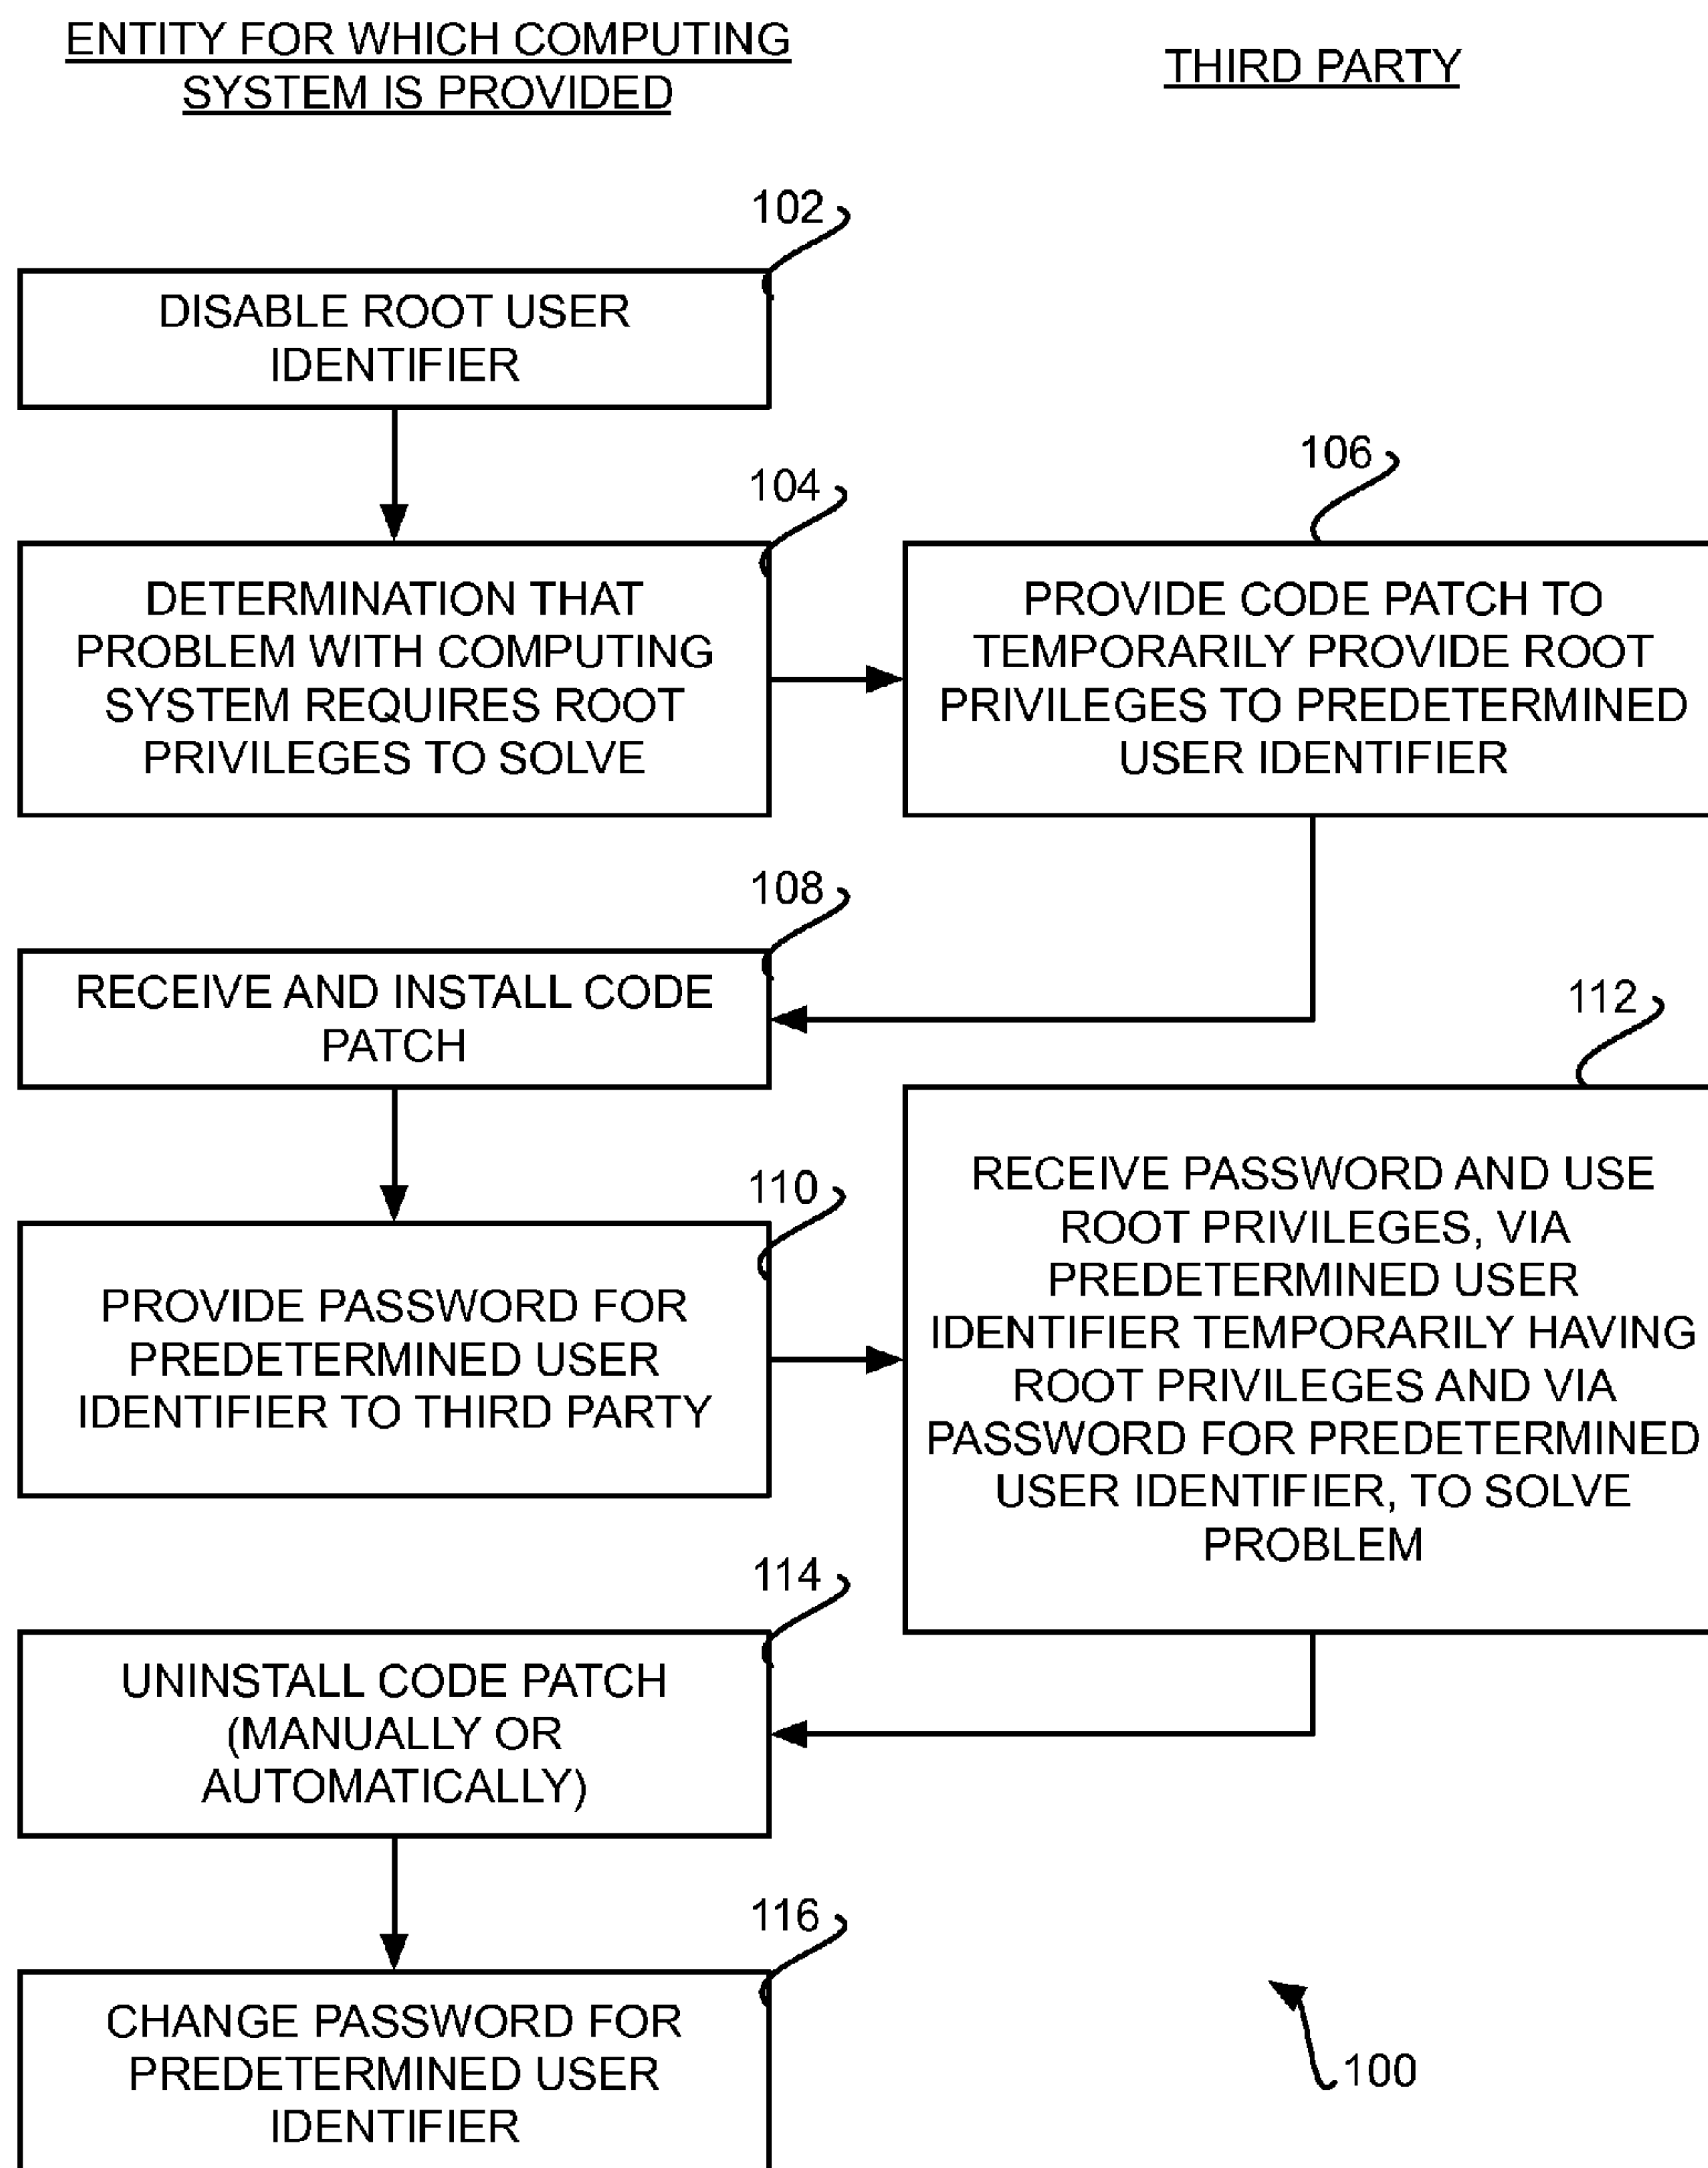 ENTITY FOR WHICH COMPUTING
SYSTEM IS PROVIDED
THIRD PARTY
102
DISABLE ROOT USER
IDENTIFIER
104
DETERMINATION THAT
PROBLEM WITH COMPUTING
SYSTEM REQUIRES ROOT
PRIVILEGES TO SOLVE
106
PROVIDE CODE PATCH TO
TEMPORARILY PROVIDE ROOT
PRIVILEGES TO PREDETERMINED
USER IDENTIFIER
108
RECEIVE AND INSTALL CODE
PATCH
110
PROVIDE PASSWORD FOR
PREDETERMINED USER
IDENTIFIER TO THIRD PARTY
112
RECEIVE PASSWORD AND USE
ROOT PRIVILEGES, VIA
PREDETERMINED USER
IDENTIFIER TEMPORARILY HAVING
ROOT PRIVILEGES AND VIA
PASSWORD FOR PREDETERMINED
USER IDENTIFIER, TO SOLVE
PROBLEM
114
UNINSTALL CODE PATCH
(MANUALLY OR
AUTOMATICALLY)
116
CHANGE PASSWORD FOR
PREDETERMINED USER
IDENTIFIER
100